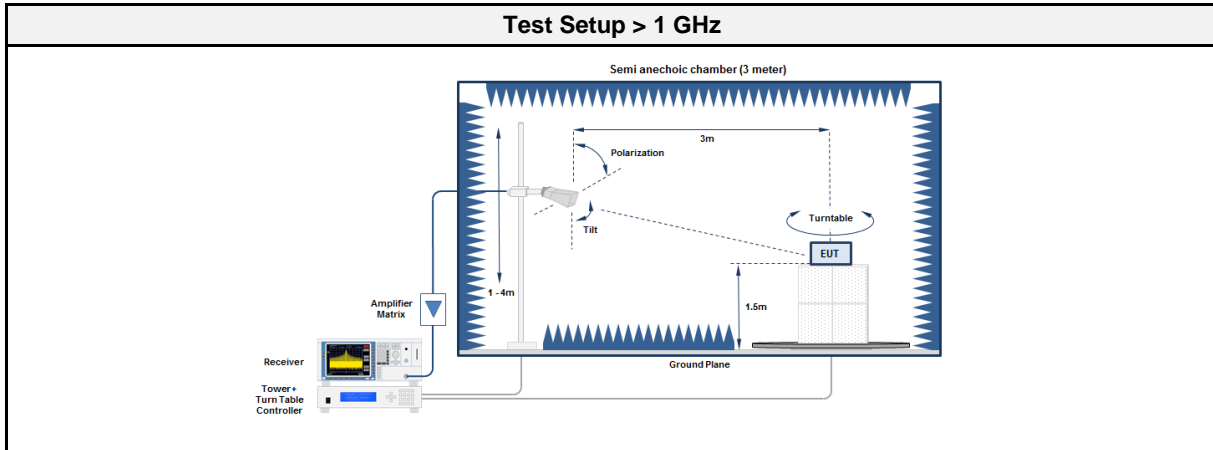 Test Setup > 1 GHz
Semi anechoic chamber (3 meter)
3m
Polarization
Turntable
Tilt
EUT
1 - 4m
1.5m
Amplifier
Matrix
Ground Plane
Receiver
Tower+
Turn Table
Controller